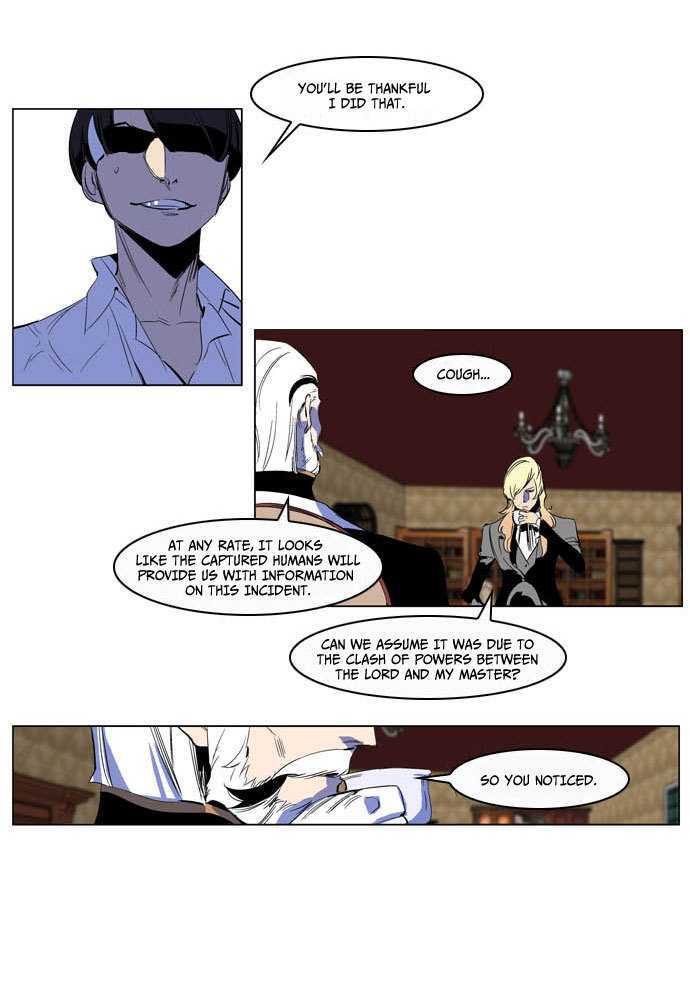 YOU'LL BE THANKFUL
I DID THAT.
COUGH...
AT ANY RATE, IT LOOKS
LIKE THE CAPTURED HUMANS WILL
PROVIDE US WITH INFORMATION
ON THIS INCIDENT.
CAN WE ASSUME IT WAS DUE TO
THE CLASH OF POWERS BETWEEN
THE LORD AND MY MASTER?
SO YOU NOTICED.